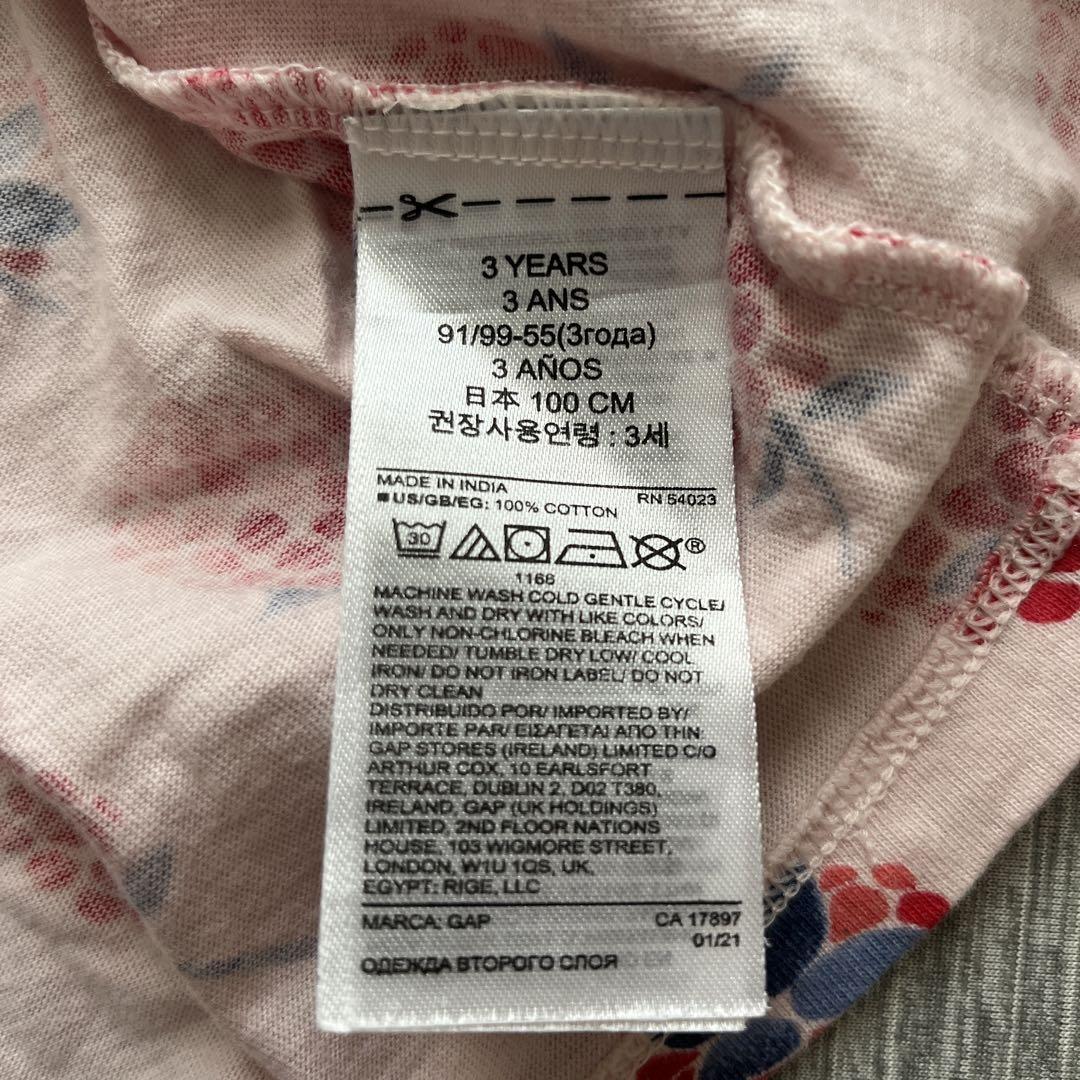 3 YEARS
3 ANS
91/99-55(3года)
3 AÑOS
日本 100 CM
권장사용연령 : 3세
MADE IN INDIA RN 54023
■ US/GB/EG: 100% COTTON
30
®
1168
MACHINE WASH COLD GENTLE CYCLE/
WASH AND DRY WITH LIKE COLORS/
ONLY NON-CHLORINE BLEACH WHEN
NEEDED/ TUMBLE DRY LOW/ COOL
IRON/ DO NOT IRON LABEL/ DO NOT
DRY CLEAN
DISTRIBUIDO POR/ IMPORTED BY/
IMPORTE PAR/ ΕΙΣΑΓΕΤΑΙ ΑΠΟ ΤΗΝ:
GAP STORES (IRELAND) LIMITED C/O
ARTHUR COX, 10 EARLSFORT
TERRACE, DUBLIN 2, D02 T380,
IRELAND, GAP (UK HOLDINGS)
LIMITED, 2ND FLOOR NATIONS
HOUSE, 103 WIGMORE STREET,
LONDON, W1U 1QS, UK,
EGYPT: RIGE, LLC
MARCA: GAP CA 17897
01/21
ОДЕЖДА ВТОРОГО СЛОЯ